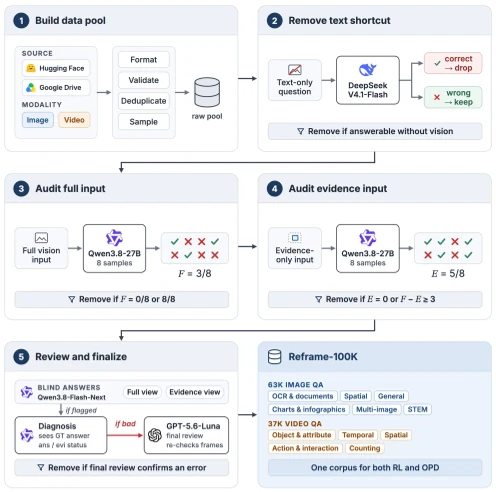 1 Build data pool
SOURCE
Hugging Face
Google Drive
MODALITY
Image Video
Format
Validate
Deduplicate
Sample
raw pool
2 Remove text shortcut
Text-only
question
DeepSeek
V4.1-Flash
correct
→ drop
wrong
→ keep
Remove if answerable without vision
3 Audit full input
Full vision
input
Qwen3.8-27B
8 samples
✓ ✗ ✗ ✓
✗ ✓ ✗ ✗
F = 3/8
Remove if F = 0/8 or 8/8
4 Audit evidence input
Evidence-
only input
Qwen3.8-27B
8 samples
✓ ✓ ✗ ✓
✗ ✓ ✗ ✓
E = 5/8
Remove if E = 0 or F − E ≥ 3
5 Review and finalize
BLIND ANSWERS
Qwen3.8-Flash-Next
Full view Evidence view
if flagged
Diagnosis
sees GT answer
ans / evi status
if bad
GPT-5.6-Luna
final review
re-checks frames
Remove if final review confirms an error
Reframe-100K
63K IMAGE QA
OCR & documents Spatial General
Charts & infographics Multi-image STEM
37K VIDEO QA
Object & attribute Temporal Spatial
Action & interaction Counting
One corpus for both RL and OPD